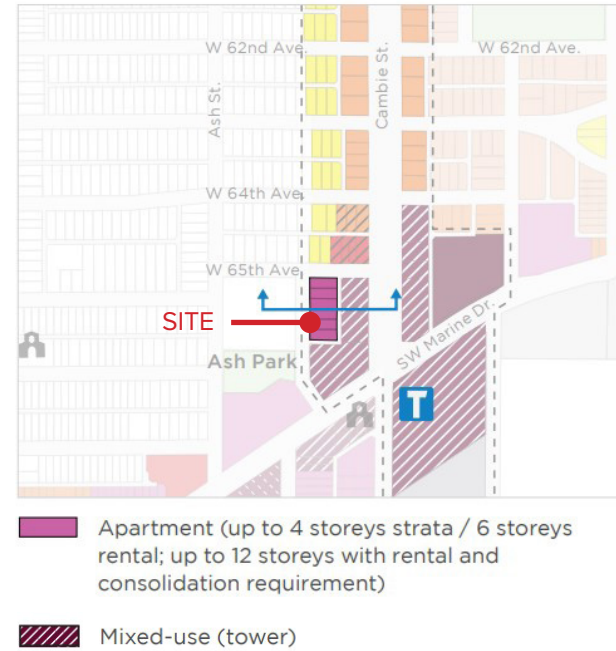 W 62nd Ave.
W 62nd Ave.
Cambie St.
Ash St.
W 64th Ave.
W 65th Ave.
SITE
SW Marine Dr.
Ash Park
T
Apartment (up to 4 storeys strata / 6 storeys
rental; up to 12 storeys with rental and
consolidation requirement)
Mixed-use (tower)